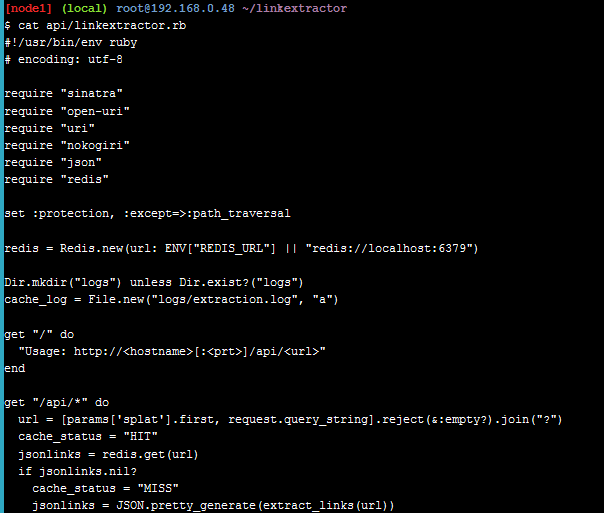 [node1] (local) root@192.168.0.48 ~/linkextractor
$ cat api/linkextractor.rb
#!/usr/bin/env ruby
# encoding: utf-8

require "sinatra"
require "open-uri"
require "uri"
require "nokogiri"
require "json"
require "redis"

set :protection, :except=>:path_traversal

redis = Redis.new(url: ENV["REDIS_URL"] || "redis://localhost:6379")

Dir.mkdir("logs") unless Dir.exist?("logs")
cache_log = File.new("logs/extraction.log", "a")

get "/" do
  "Usage: http://<hostname>[:<prt>]/api/<url>"
end

get "/api/*" do
  url = [params['splat'].first, request.query_string].reject(&:empty?).join("?")
  cache_status = "HIT"
  jsonlinks = redis.get(url)
  if jsonlinks.nil?
    cache_status = "MISS"
    jsonlinks = JSON.pretty_generate(extract_links(url))